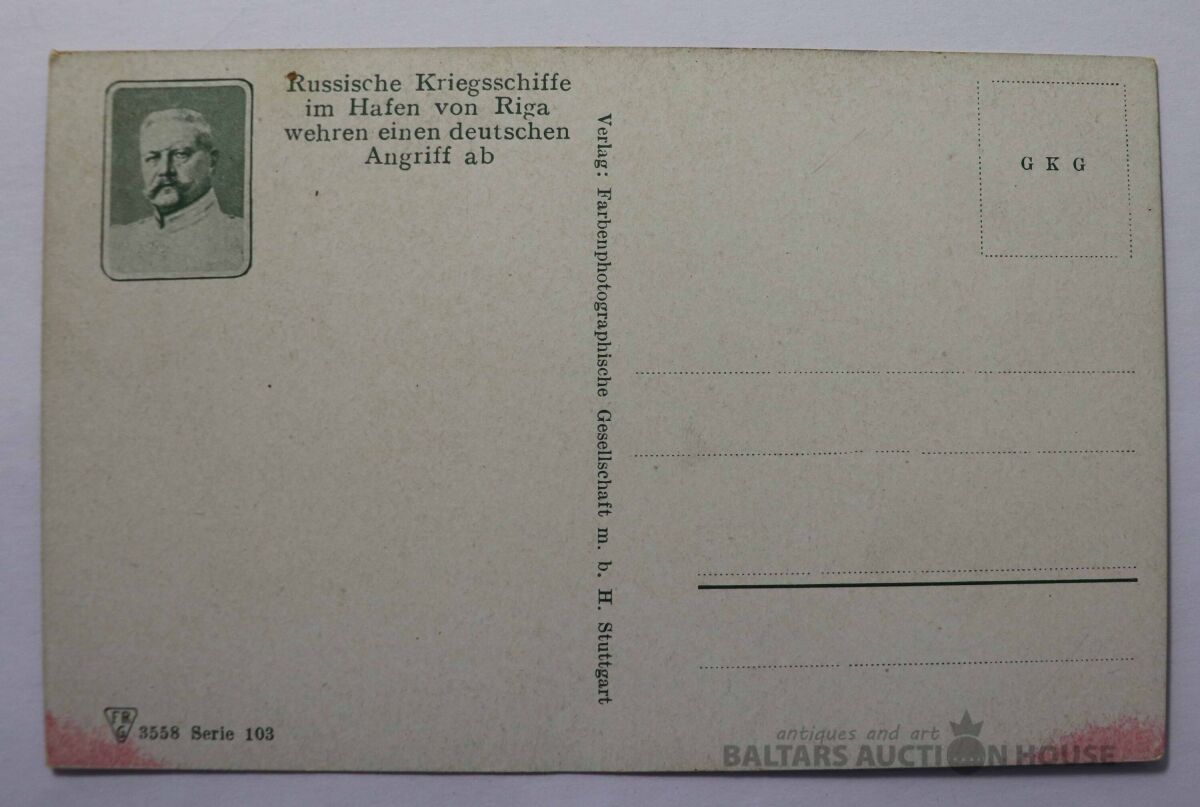 Russische Kriegsschiffe
im Hafen von Riga
wehren einen deutschen
Angriff ab
Verlag: Farbenphotographische Gesellschaft m. b. H. Stuttgart
G K G
FR
G
3558 Serie 103
antiques and art
BALTARS AUCTION HOUSE